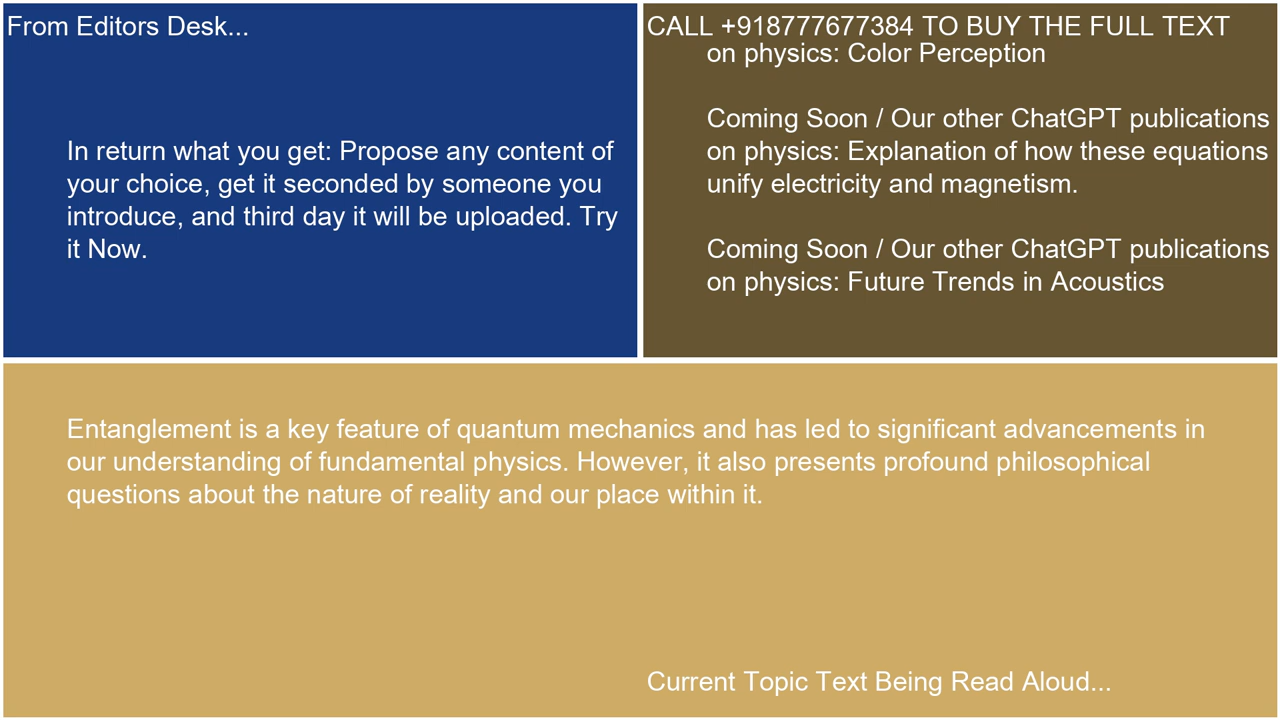 From Editors Desk...
In return what you get: Propose any content of
your choice, get it seconded by someone you
introduce, and third day it will be uploaded. Try
it Now.
CALL +918777677384 TO BUY THE FULL TEXT
on physics: Color Perception
Coming Soon / Our other ChatGPT publications
on physics: Explanation of how these equations
unify electricity and magnetism.
Coming Soon / Our other ChatGPT publications
on physics: Future Trends in Acoustics
Entanglement is a key feature of quantum mechanics and has led to significant advancements in
our understanding of fundamental physics. However, it also presents profound philosophical
questions about the nature of reality and our place within it.
Current Topic Text Being Read Aloud...